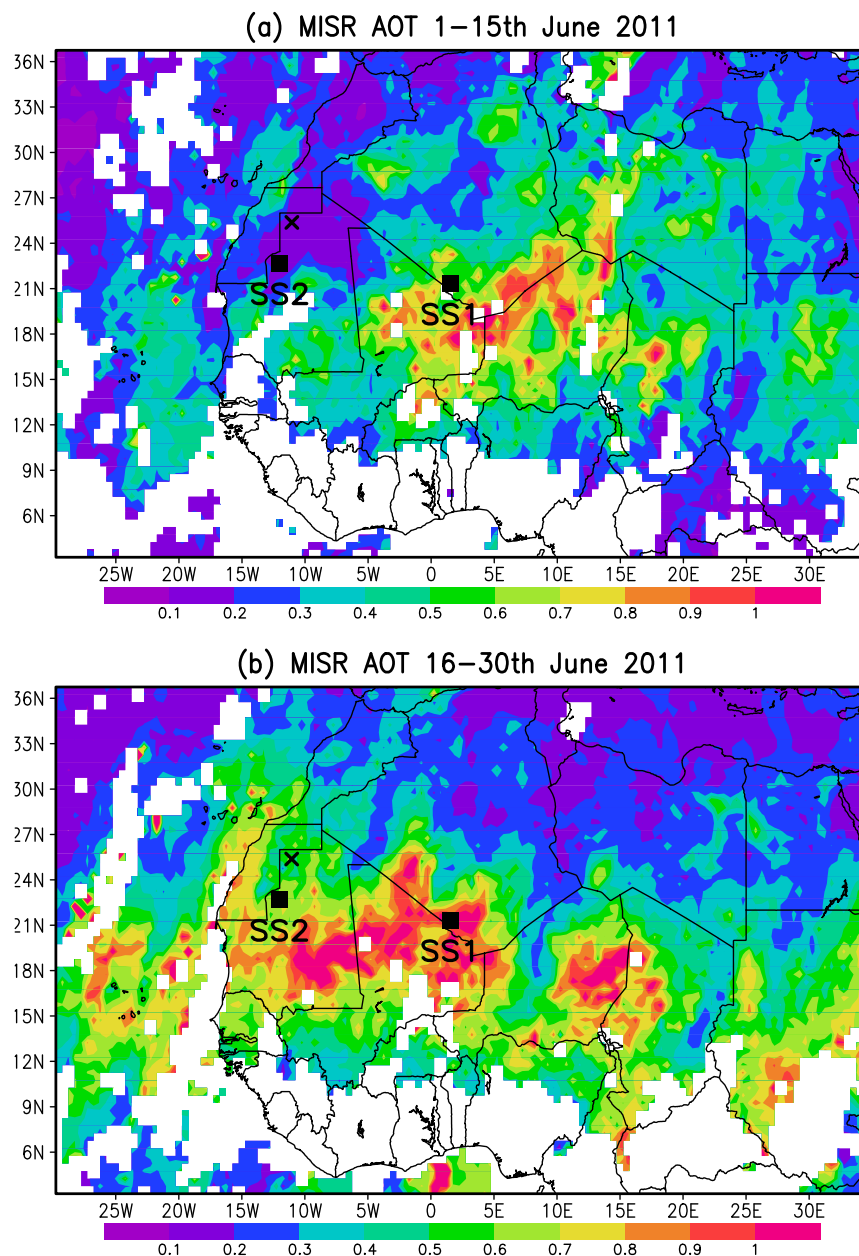 (a) MISR AOT 1–15th June 2011
36N
33N
30N
27N
24N
21N
18N
15N
12N
9N
6N
SS2
SS1
25W 20W 15W 10W 5W 0 5E 10E 15E 20E 25E 30E
0.1 0.2 0.3 0.4 0.5 0.6 0.7 0.8 0.9 1
(b) MISR AOT 16–30th June 2011
36N
33N
30N
27N
24N
21N
18N
15N
12N
9N
6N
SS2
SS1
25W 20W 15W 10W 5W 0 5E 10E 15E 20E 25E 30E
0.1 0.2 0.3 0.4 0.5 0.6 0.7 0.8 0.9 1